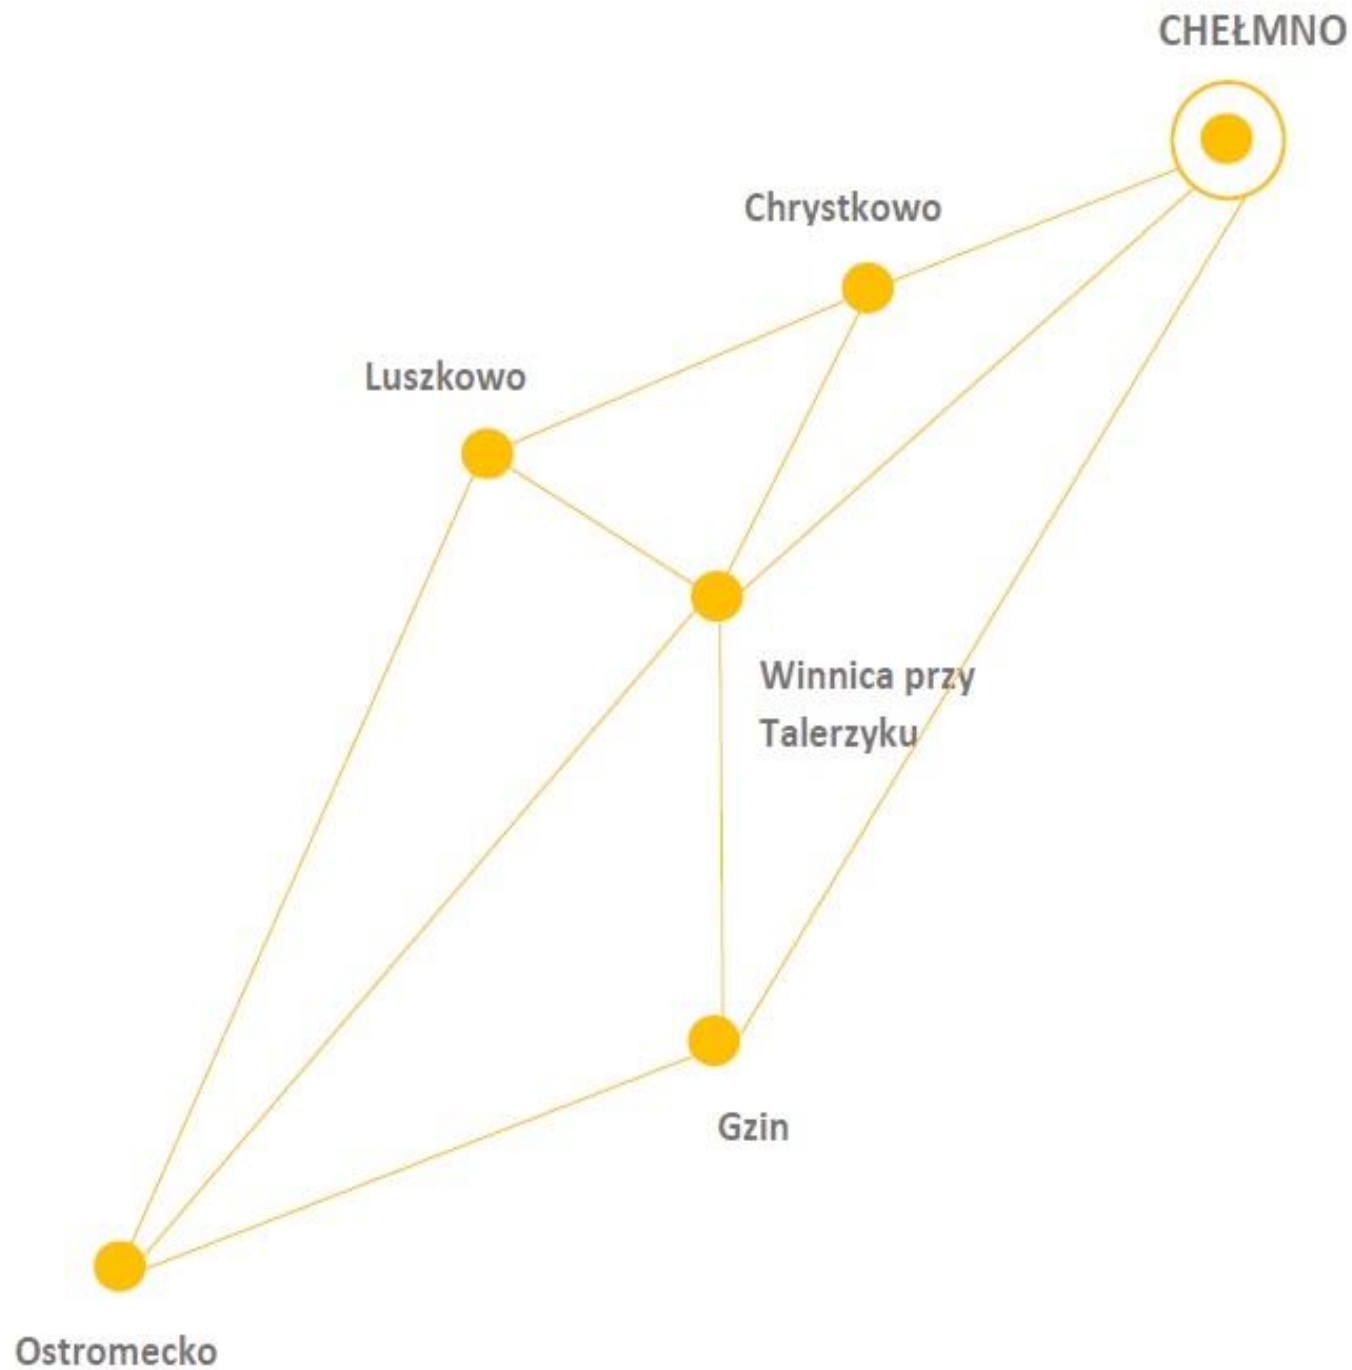 CHEŁMNO
Chrystkowo
Luszkowo
Winnica przy
Talerzyku
Gzin
Ostromecko